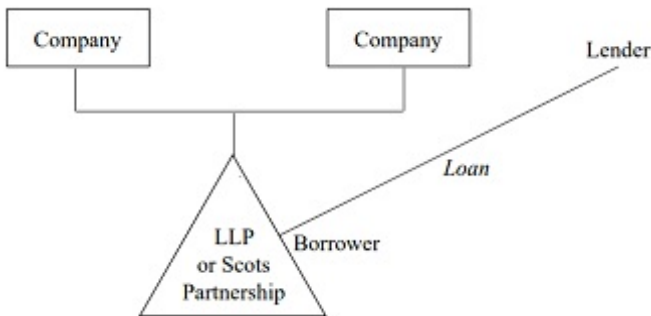 Company
Company
Lender
Loan
Borrower
LLP
or Scots
Partnership